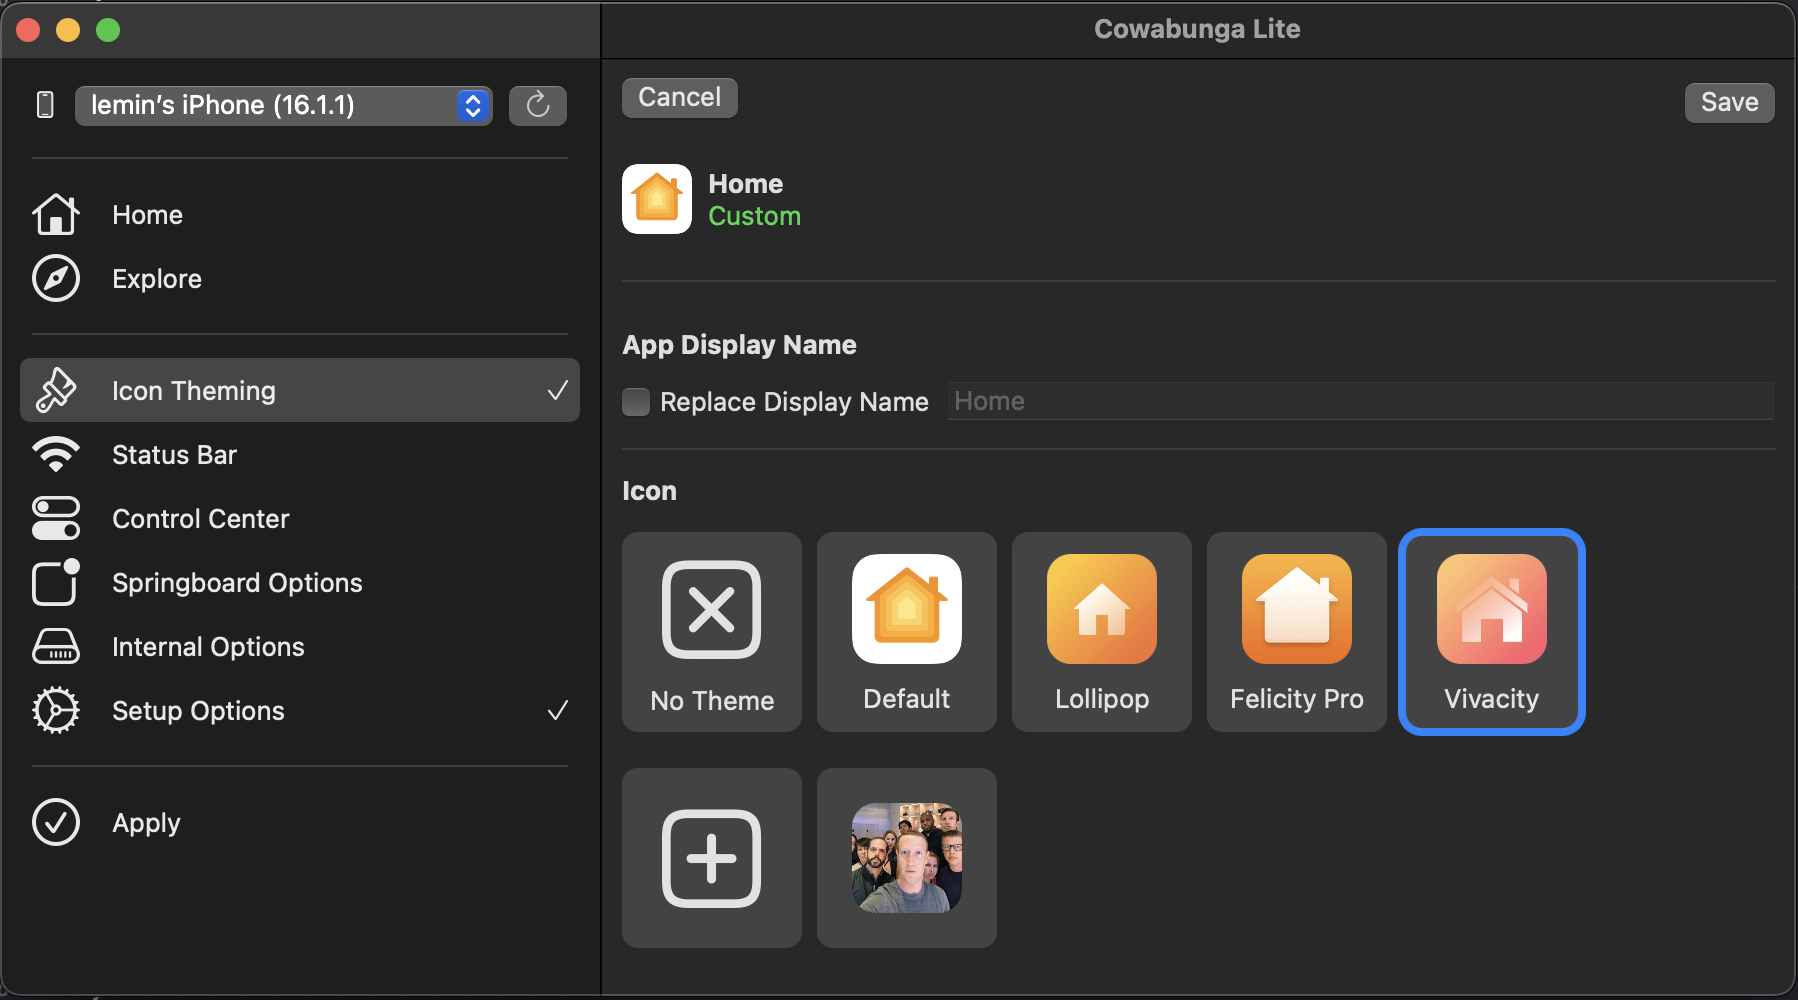 Cowabunga Lite
lemin's iPhone (16.1.1)
Home
Explore
Icon Theming
Status Bar
Control Center
Springboard Options
Internal Options
Setup Options
Apply
Cancel
Save
Home
Custom
App Display Name
Replace Display Name Home
Icon
No Theme
Default
Lollipop
Felicity Pro
Vivacity